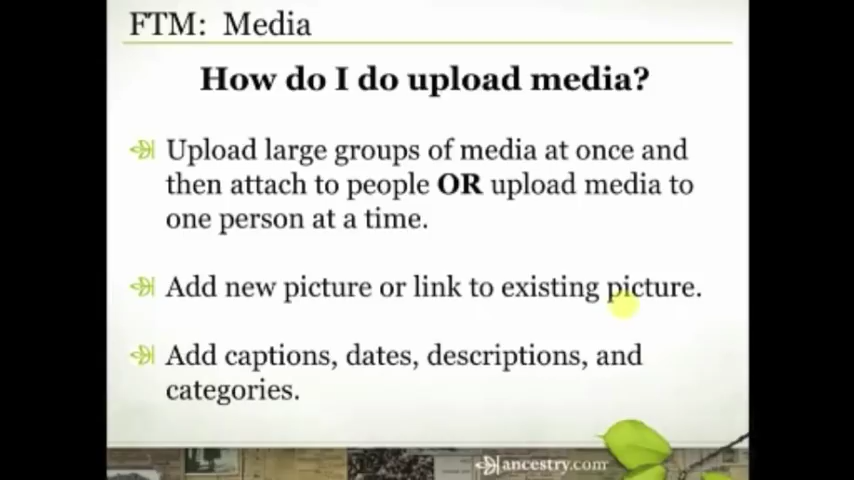 FTM: Media
How do I do upload media?
Upload large groups of media at once and
then attach to people OR upload media to
one person at a time.
Add new picture or link to existing picture.
Add captions, dates, descriptions, and
categories.
ancestry.com